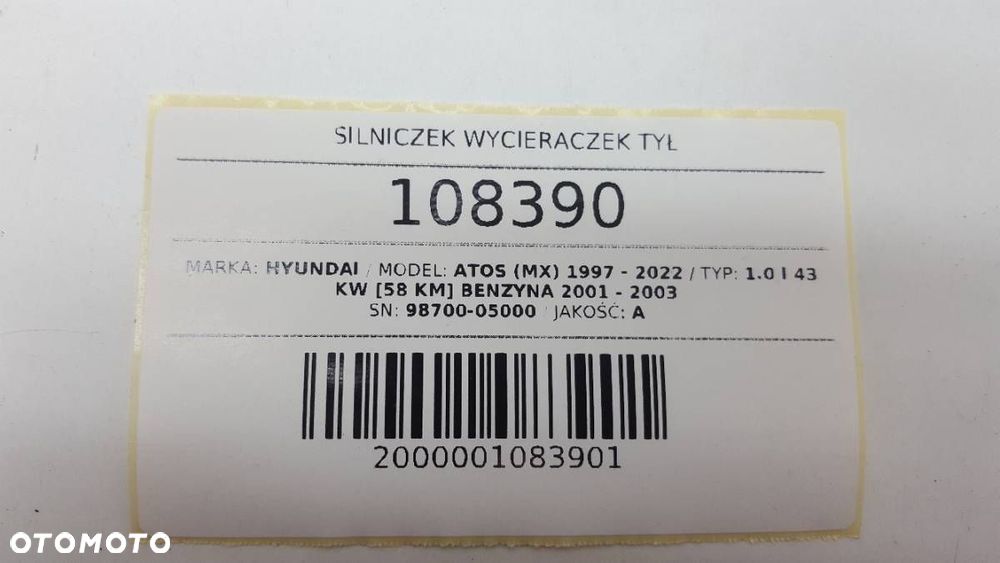 SILNICZEK WYCIERACZEK TYŁ
108390
MARKA: HYUNDAI / MODEL: ATOS (MX) 1997 - 2022 / TYP: 1.0 I 43
KW [58 KM] BENZYNA 2001 - 2003
SN: 98700-05000 / JAKOŚĆ: A
2000001083901
OTOMOTO